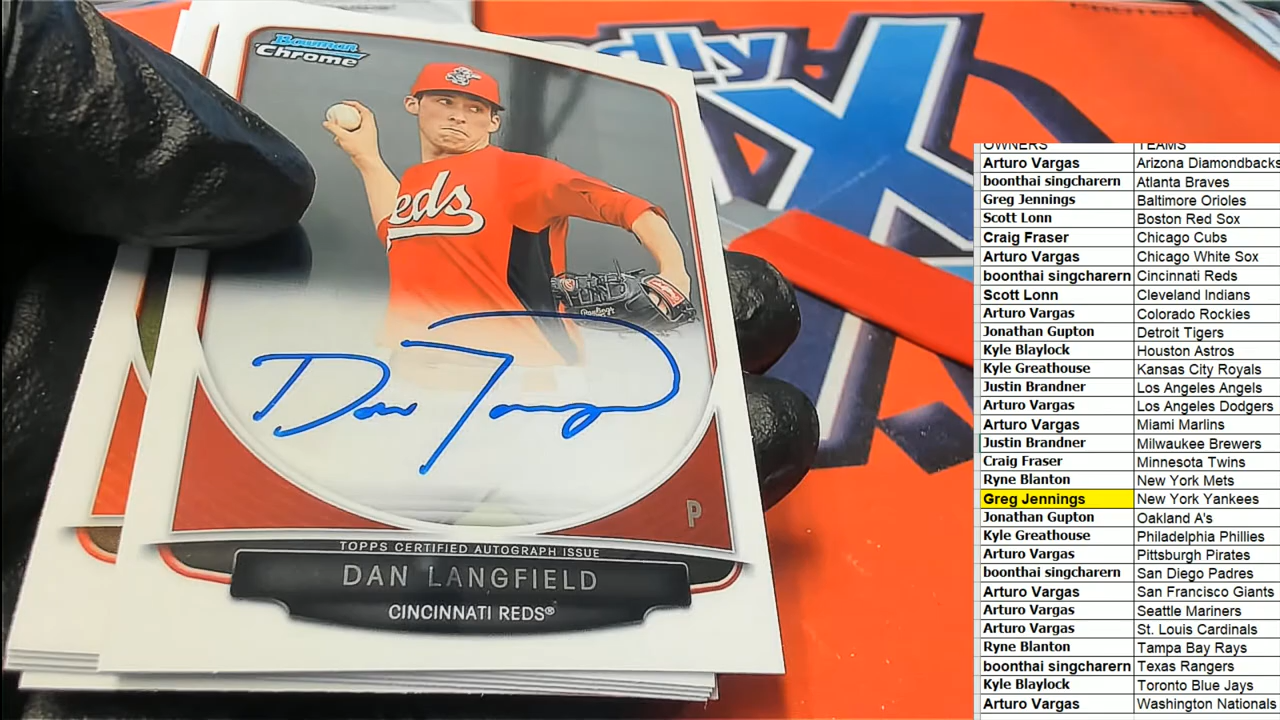 Bowman
Chrome
dly
X
eds
Rawlings
Dan Lang
P
TOPPS CERTIFIED AUTOGRAPH ISSUE
DAN LANGFIELD
CINCINNATI REDS®
OWNERS TEAMS
Arturo Vargas Arizona Diamondbacks
boonthai singcharern Atlanta Braves
Greg Jennings Baltimore Orioles
Scott Lonn Boston Red Sox
Craig Fraser Chicago Cubs
Arturo Vargas Chicago White Sox
boonthai singcharern Cincinnati Reds
Scott Lonn Cleveland Indians
Arturo Vargas Colorado Rockies
Jonathan Gupton Detroit Tigers
Kyle Blaylock Houston Astros
Kyle Greathouse Kansas City Royals
Justin Brandner Los Angeles Angels
Arturo Vargas Los Angeles Dodgers
Arturo Vargas Miami Marlins
Justin Brandner Milwaukee Brewers
Craig Fraser Minnesota Twins
Ryne Blanton New York Mets
Greg Jennings New York Yankees
Jonathan Gupton Oakland A's
Kyle Greathouse Philadelphia Phillies
Arturo Vargas Pittsburgh Pirates
boonthai singcharern San Diego Padres
Arturo Vargas San Francisco Giants
Arturo Vargas Seattle Mariners
Arturo Vargas St. Louis Cardinals
Ryne Blanton Tampa Bay Rays
boonthai singcharern Texas Rangers
Kyle Blaylock Toronto Blue Jays
Arturo Vargas Washington Nationals